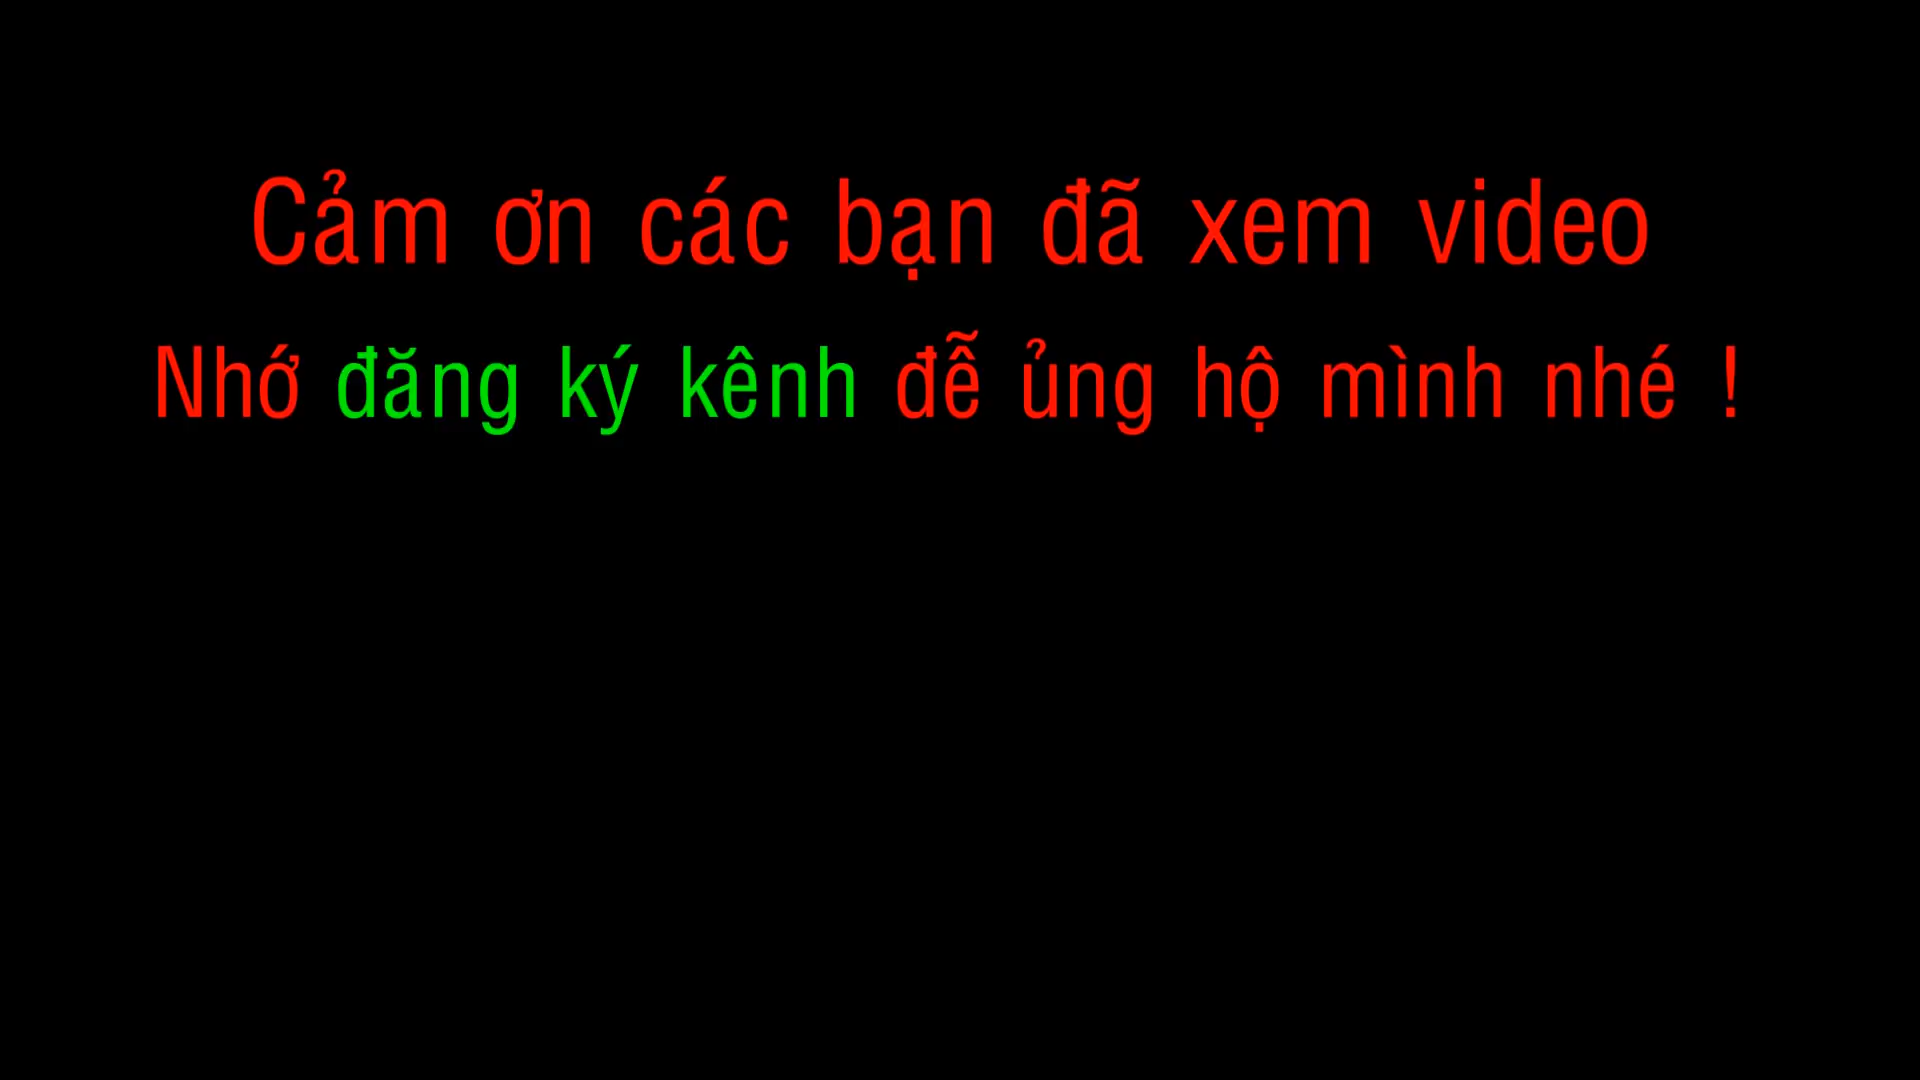 Cảm ơn các bạn đã xem video
Nhớ đăng ký kênh đễ ủng hộ mình nhé !